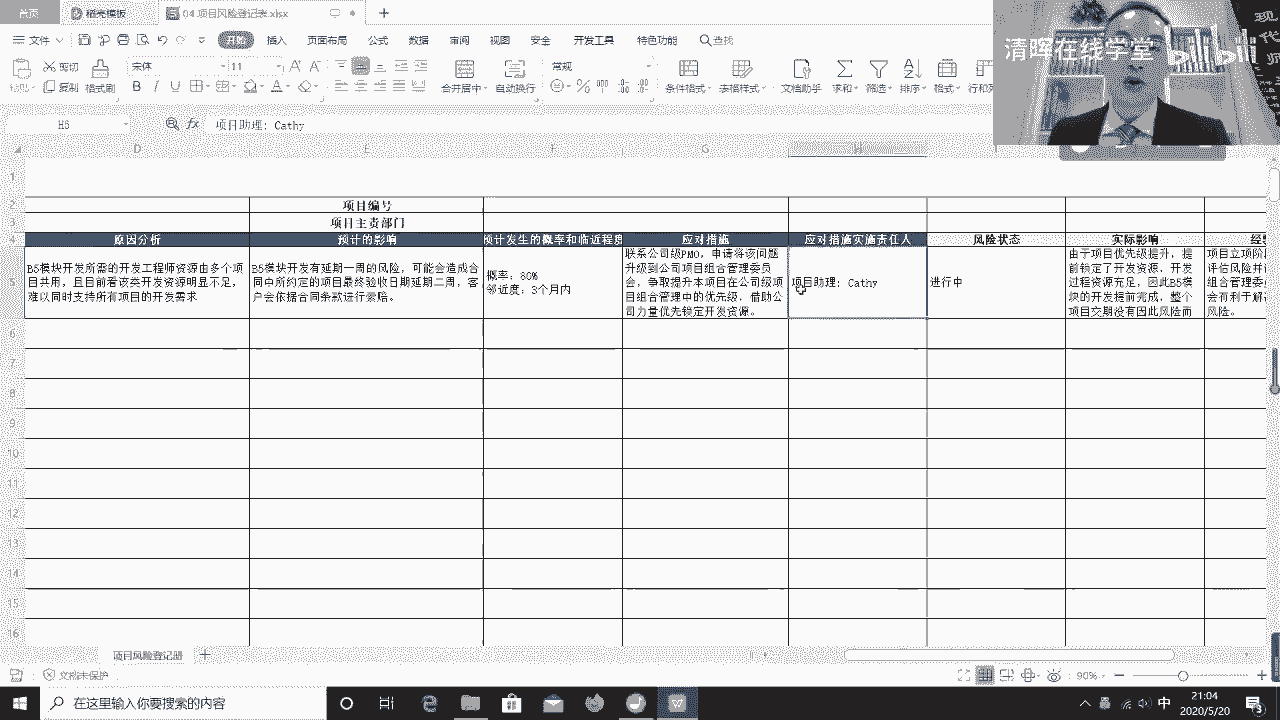 首页
稻壳模板
04 项目风险登记表.xlsx
清晖在线学堂 bilibili
文件
开始
插入
页面布局
公式
数据
审阅
视图
安全
开发工具
特色功能
查找
剪切
复制
格式刷
宋体
11
合并居中
自动换行
常规
条件格式
表格样式
文档助手
求和
筛选
排序
格式
行和列
H6
fx
项目助理: Cathy
D E F G H
项目编号
项目主责部门
原因分析
预计的影响
预计发生的概率和临近程度
应对措施
应对措施实施责任人
风险状态
实际影响
B5模块开发所需的开发工程师资源由多个项
目共用，且目前看该类开发资源明显不足，
难以同时支持所有项目的开发需求
B5模块开发有延期一周的风险，可能会造成合
同中所约定的项目最终验收日期延期二周，客
户会依据合同条款进行索赔。
概率：80%
邻近度：3个月内
联系公司级PMO，申请将该问题
升级到公司项目组合管理委员
会，争取提升本项目在公司级项
目组合管理中的优先级，借助公
司力量优先锁定开发资源。
项目助理: Cathy
进行中
由于项目优先级提升，提
前锁定了开发资源，开发
过程资源充足，因此B5模
块的开发提前完成，整个
项目交期没有因此风险而
项目立项阶
评估风险并
组合管理委
会有利于解
风险。
项目风险登记册
文档未保护
90%
在这里输入你要搜索的内容
中
21:04
2020/5/20